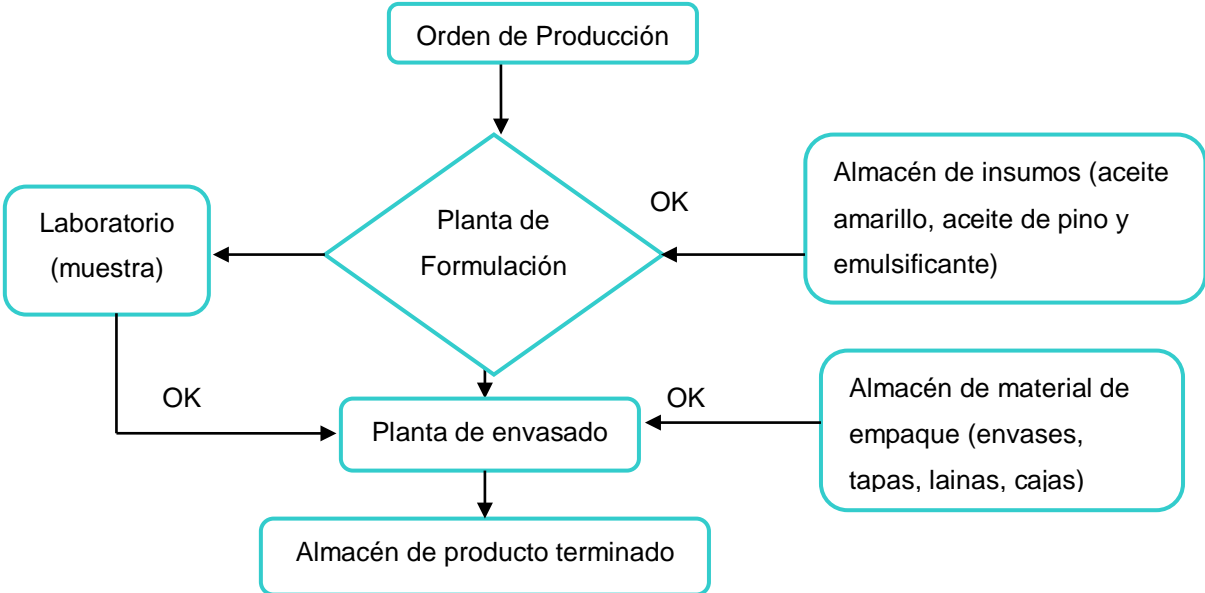 Orden de Producción
Almacén de insumos (aceite
amarillo, aceite de pino y
emulsificante)
OK
Planta de
Formulación
Laboratorio
(muestra)
OK
OK
Almacén de material de
empaque (envases,
tapas, lainas, cajas)
Planta de envasado
Almacén de producto terminado